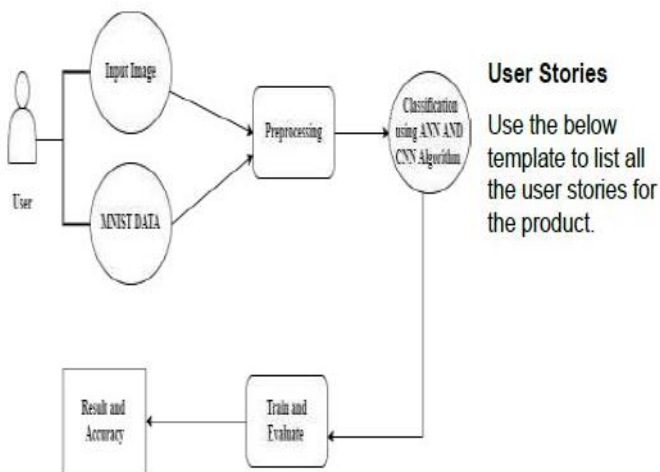 Input Image
User
MNIST DATA
Preprocessing
Classification
using ANN AND
CNN Algorithm
Train and
Evaluate
Result and
Accuracy
User Stories
Use the below
template to list all
the user stories for
the product.